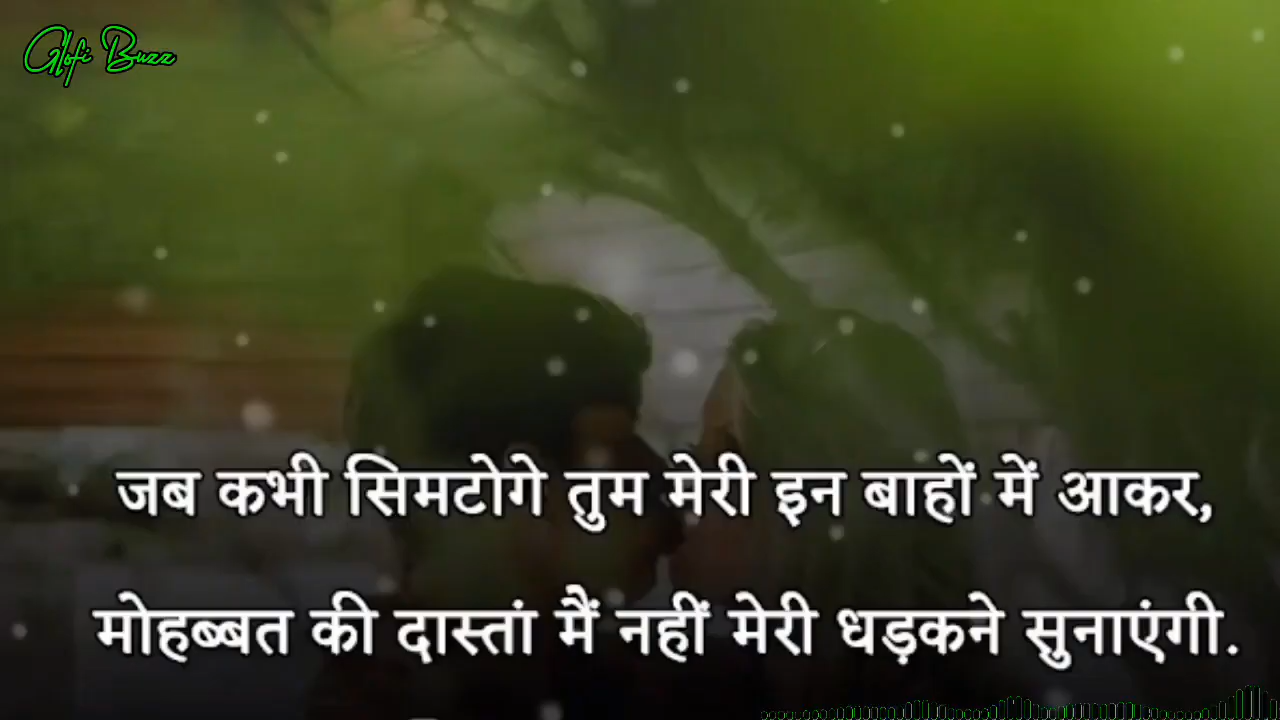 Glofi Buzz
जब कभी सिमटोगे तुम मेरी इन बाहों में आकर,
मोहब्बत की दास्तां मैं नहीं मेरी धड़कने सुनाएंगी.